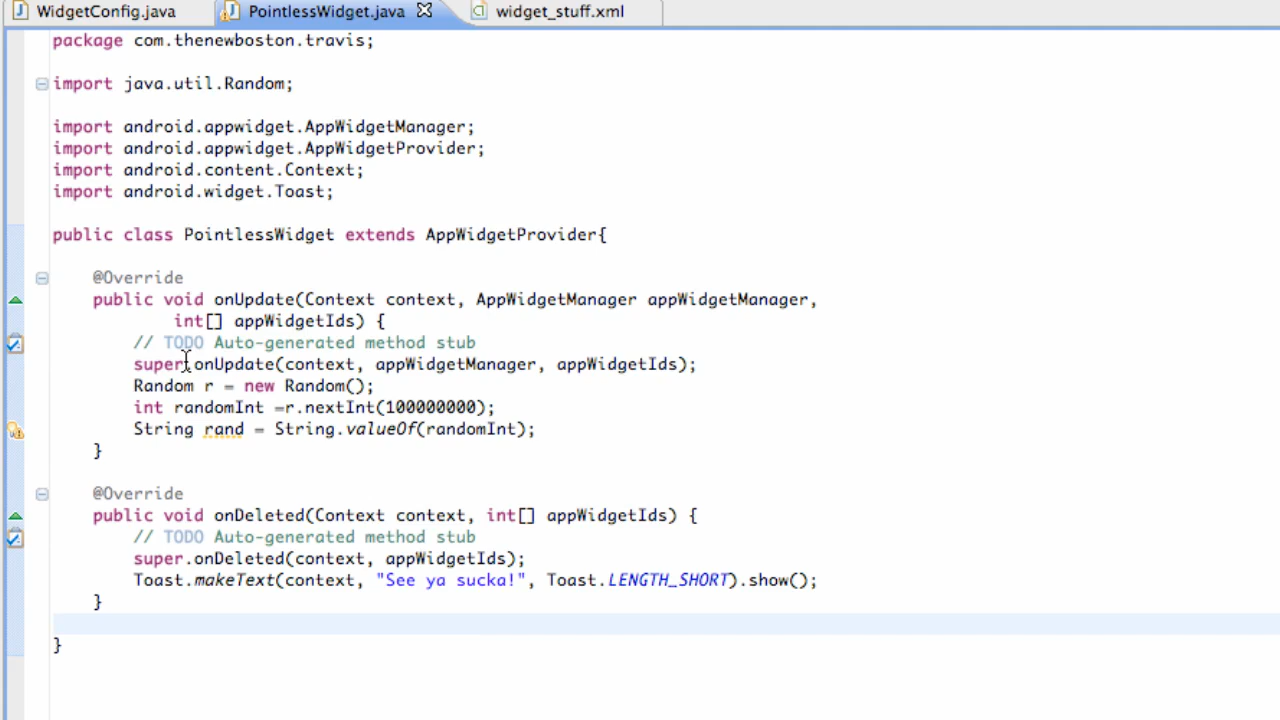 WidgetConfig.java PointlessWidget.java widget_stuff.xml
package com.thenewboston.travis;
import java.util.Random;
import android.appwidget.AppWidgetManager;
import android.appwidget.AppWidgetProvider;
import android.content.Context;
import android.widget.Toast;
public class PointlessWidget extends AppWidgetProvider{
@Override
public void onUpdate(Context context, AppWidgetManager appWidgetManager,
int[] appWidgetIds) {
// TODO Auto-generated method stub
super.onUpdate(context, appWidgetManager, appWidgetIds);
Random r = new Random();
int randomInt =r.nextInt(100000000);
String rand = String.valueOf(randomInt);
}
@Override
public void onDeleted(Context context, int[] appWidgetIds) {
// TODO Auto-generated method stub
super.onDeleted(context, appWidgetIds);
Toast.makeText(context, "See ya sucka!", Toast.LENGTH_SHORT).show();
}
}